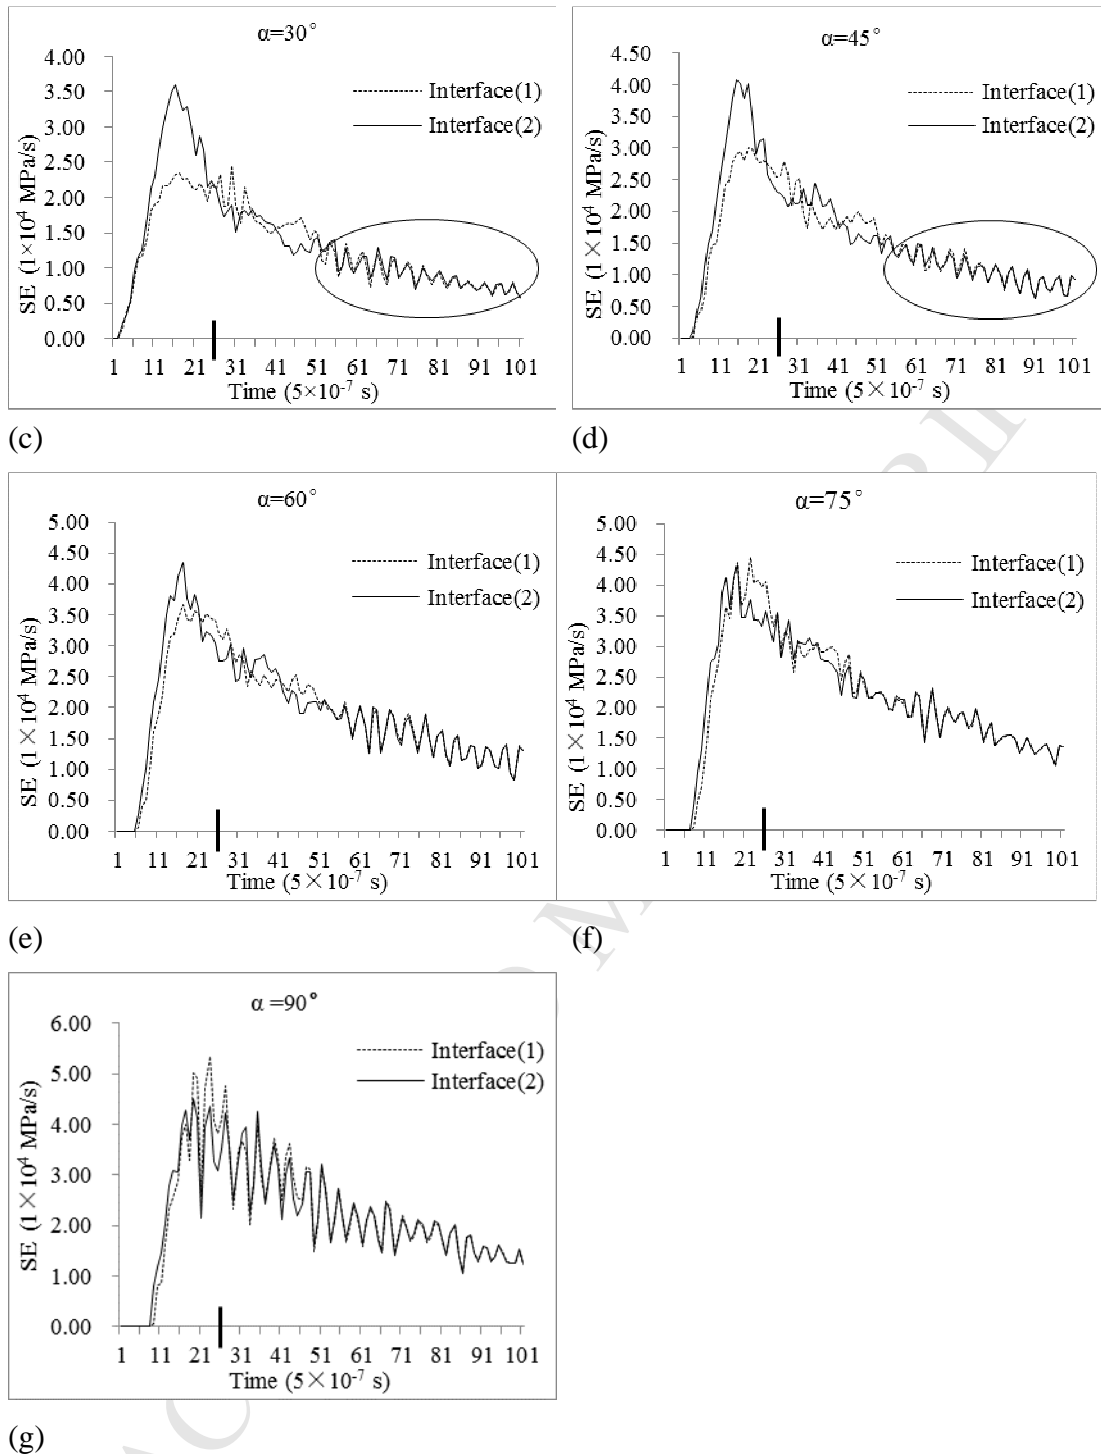 α=30°
4.00
3.50
3.00
2.50
2.00
1.50
1.00
0.50
0.00
SE (1×10⁴ MPa/s)
Interface(1)
Interface(2)
1 11 21 31 41 51 61 71 81 91 101
Time (5×10⁻⁷ s)
(c)
α=45°
4.50
4.00
3.50
3.00
2.50
2.00
1.50
1.00
0.50
0.00
SE (1×10⁴ MPa/s)
Interface(1)
Interface(2)
1 11 21 31 41 51 61 71 81 91 101
Time (5×10⁻⁷ s)
(d)
α=60°
5.00
4.50
4.00
3.50
3.00
2.50
2.00
1.50
1.00
0.50
0.00
SE (1×10⁴ MPa/s)
Interface(1)
Interface(2)
1 11 21 31 41 51 61 71 81 91 101
Time (5×10⁻⁷ s)
(e)
α=75°
5.00
4.50
4.00
3.50
3.00
2.50
2.00
1.50
1.00
0.50
0.00
SE (1×10⁴ MPa/s)
Interface(1)
Interface(2)
1 11 21 31 41 51 61 71 81 91 101
Time (5×10⁻⁷ s)
(f)
α =90°
6.00
5.00
4.00
3.00
2.00
1.00
0.00
SE (1×10⁴ MPa/s)
Interface(1)
Interface(2)
1 11 21 31 41 51 61 71 81 91 101
Time (5×10⁻⁷ s)
(g)